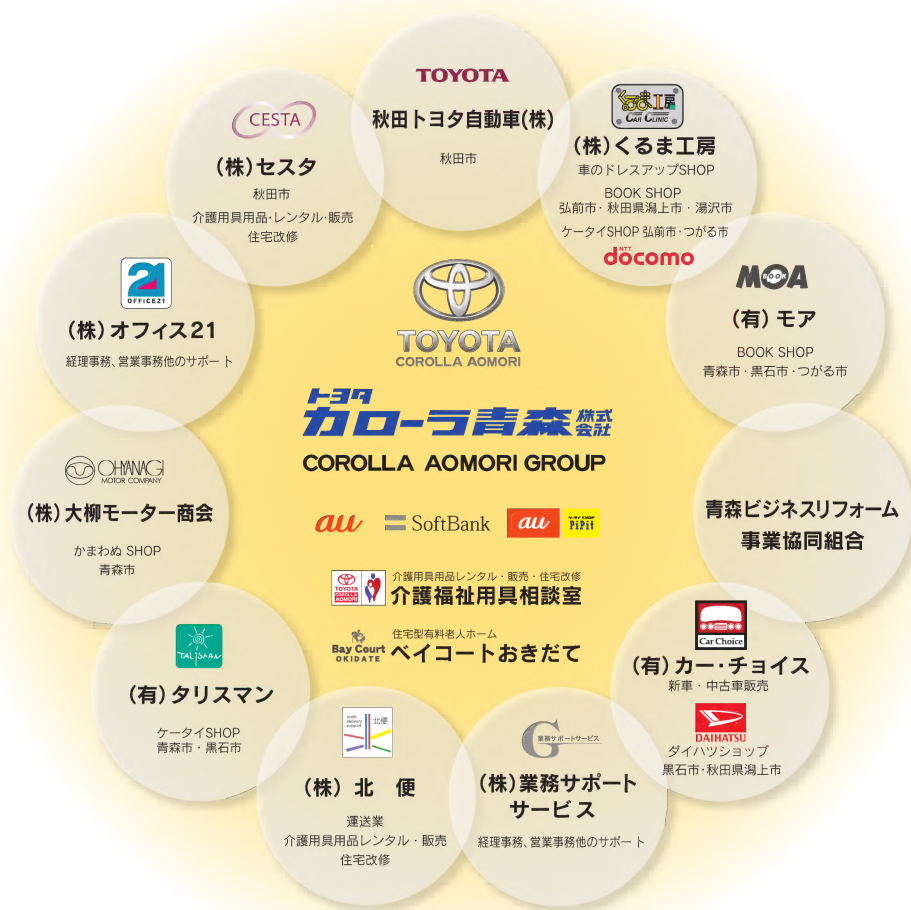 TOYOTA
秋田トヨタ自動車(株)
秋田市
くるま工房
CAR CLINIC
(株)くるま工房
車のドレスアップSHOP
BOOK SHOP
弘前市・秋田県潟上市・湯沢市
ケータイSHOP 弘前市・つがる市
NTT
döcomo
BOOK
MOA
(有) モア
BOOK SHOP
青森市・黒石市・つがる市
青森ビジネスリフォーム
事業協同組合
Car Choice
(有) カー・チョイス
新車・中古車販売
DAIHATSU
ダイハツショップ
黒石市・秋田県潟上市
業務サポートサービス
(株)業務サポート
サービス
経理事務、営業事務他のサポート
north
delivery
support
北便
(株) 北 便
運送業
介護用具用品レンタル・販売
住宅改修
TALiSMAN
(有)タリスマン
ケータイSHOP
青森市・黒石市
OHYANAGI
MOTOR COMPANY
(株)大柳モーター商会
かまわぬ SHOP
青森市
21
OFFICE21
(株)オフィス21
経理事務、営業事務他のサポート
CESTA
(株)セスタ
秋田市
介護用具用品・レンタル・販売
住宅改修
TOYOTA
COROLLA AOMORI
トヨタ
カローラ青森 株式会社
COROLLA AOMORI GROUP
au SoftBank au ケータイ SHOP PiPit
TOYOTA
COROLLA
AOMORI
介護用具用品レンタル・販売・住宅改修
介護福祉用具相談室
Bay Court
OKIDATE
住宅型有料老人ホーム
ベイコートおきだて